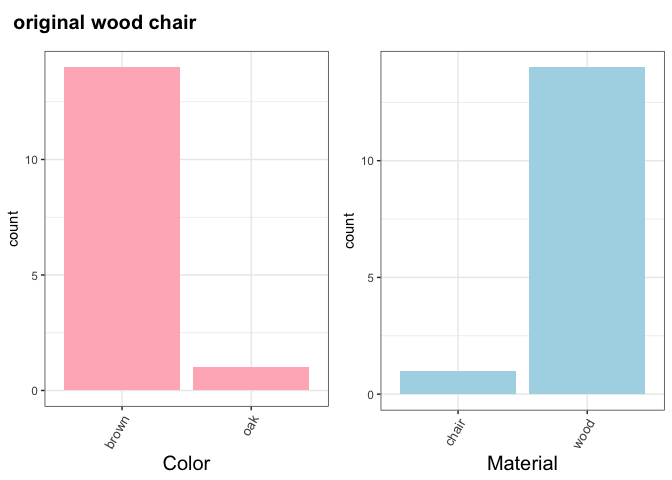 original wood chair
count
10
5
0
brown
oak
Color
count
10
5
0
chair
wood
Material